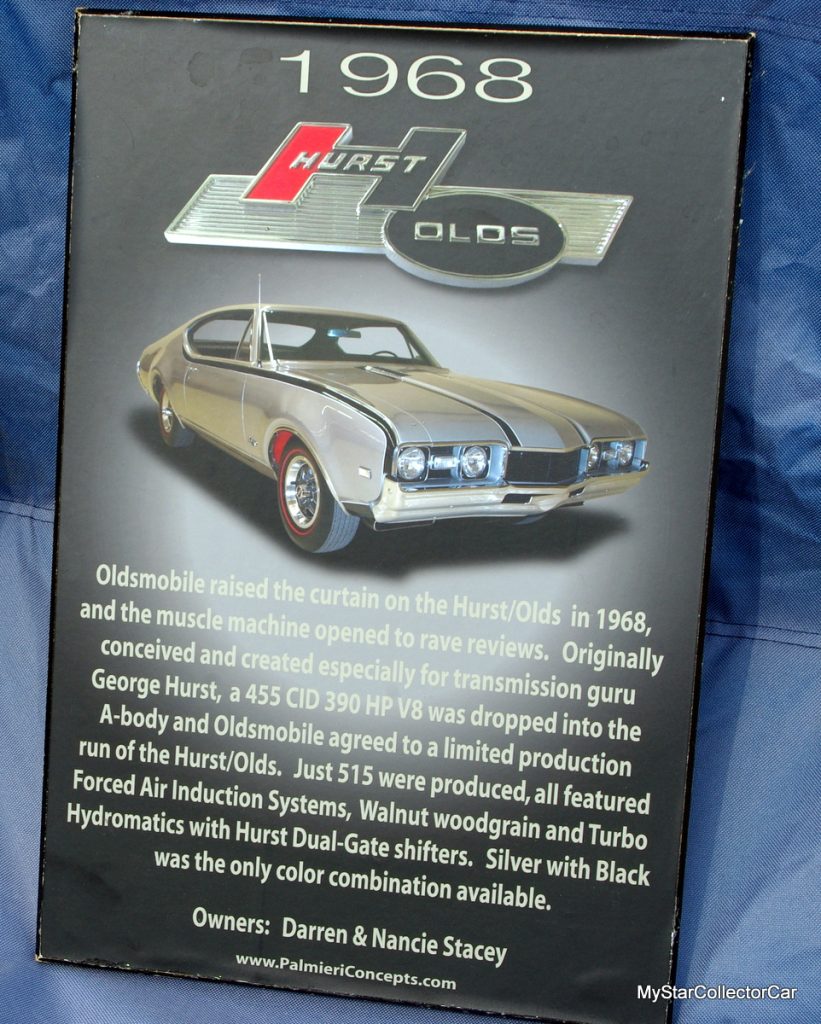 1968
HURST
OLDS
Oldsmobile raised the curtain on the Hurst/Olds in 1968,
and the muscle machine opened to rave reviews. Originally
conceived and created especially for transmission guru
George Hurst, a 455 CID 390 HP V8 was dropped into the
A-body and Oldsmobile agreed to a limited production
run of the Hurst/Olds. Just 515 were produced, all featured
Forced Air Induction Systems, Walnut woodgrain and Turbo
Hydromatics with Hurst Dual-Gate shifters. Silver with Black
was the only color combination available.
Owners: Darren & Nancie Stacey
www.PalmieriConcepts.com
MyStarCollectorCar